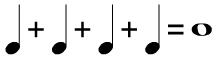 ♩ + ♩ + ♩ + ♩ = 𝅝